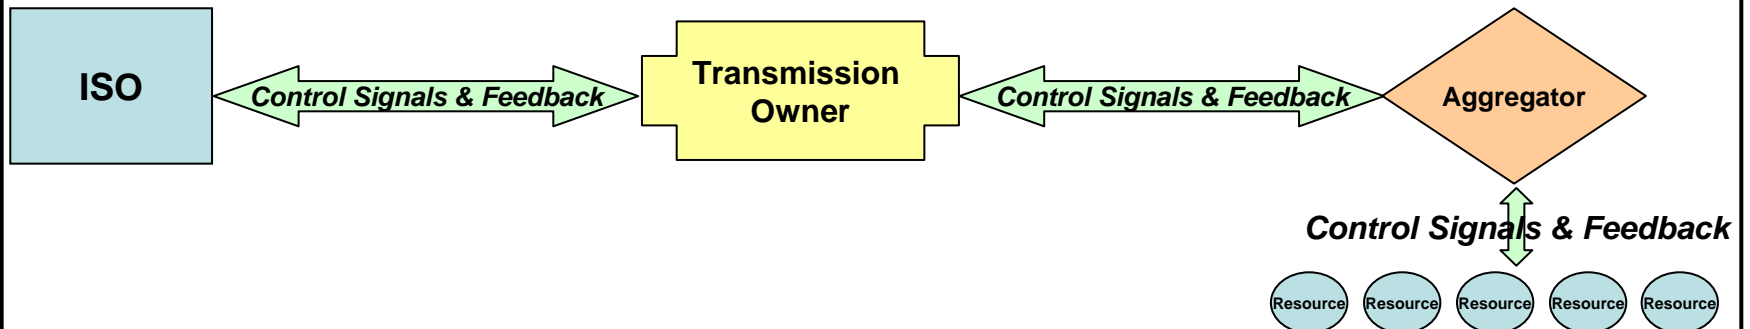 ISO
Control Signals & Feedback
Transmission
Owner
Control Signals & Feedback
Aggregator
Control Signals & Feedback
Resource
Resource
Resource
Resource
Resource